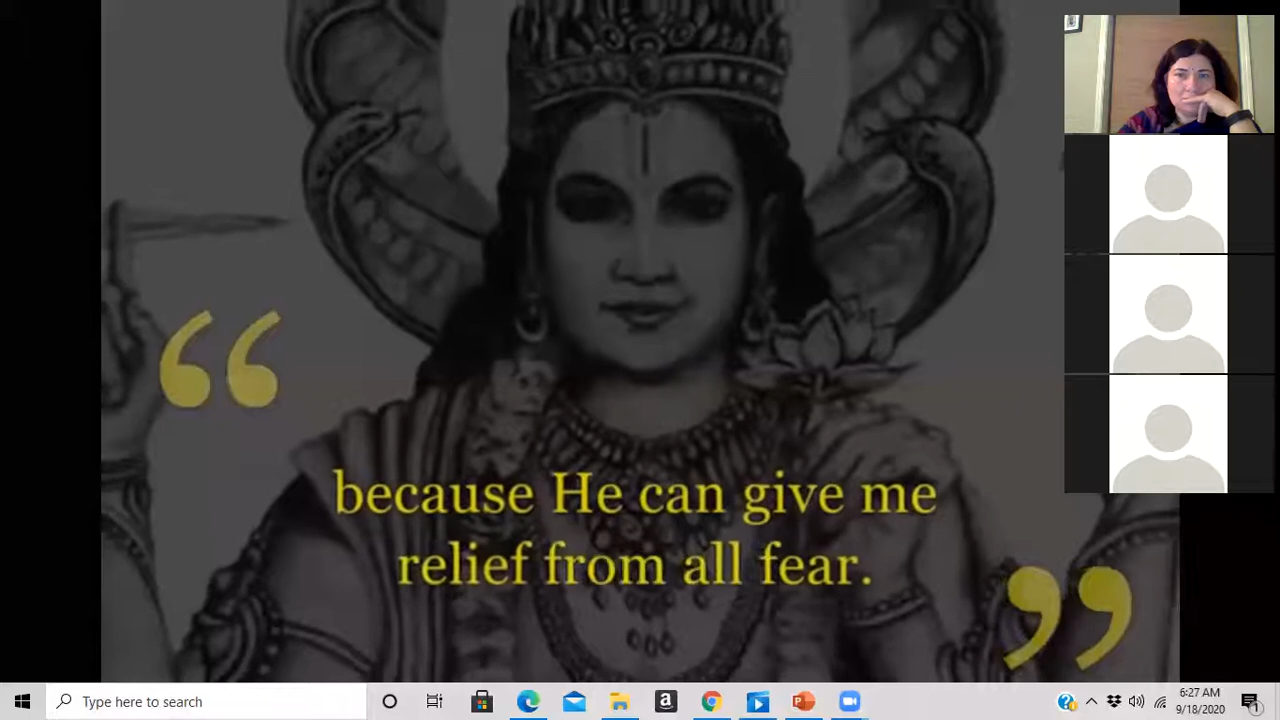 “
because He can give me
relief from all fear.
”
Type here to search
6:27 AM
9/18/2020